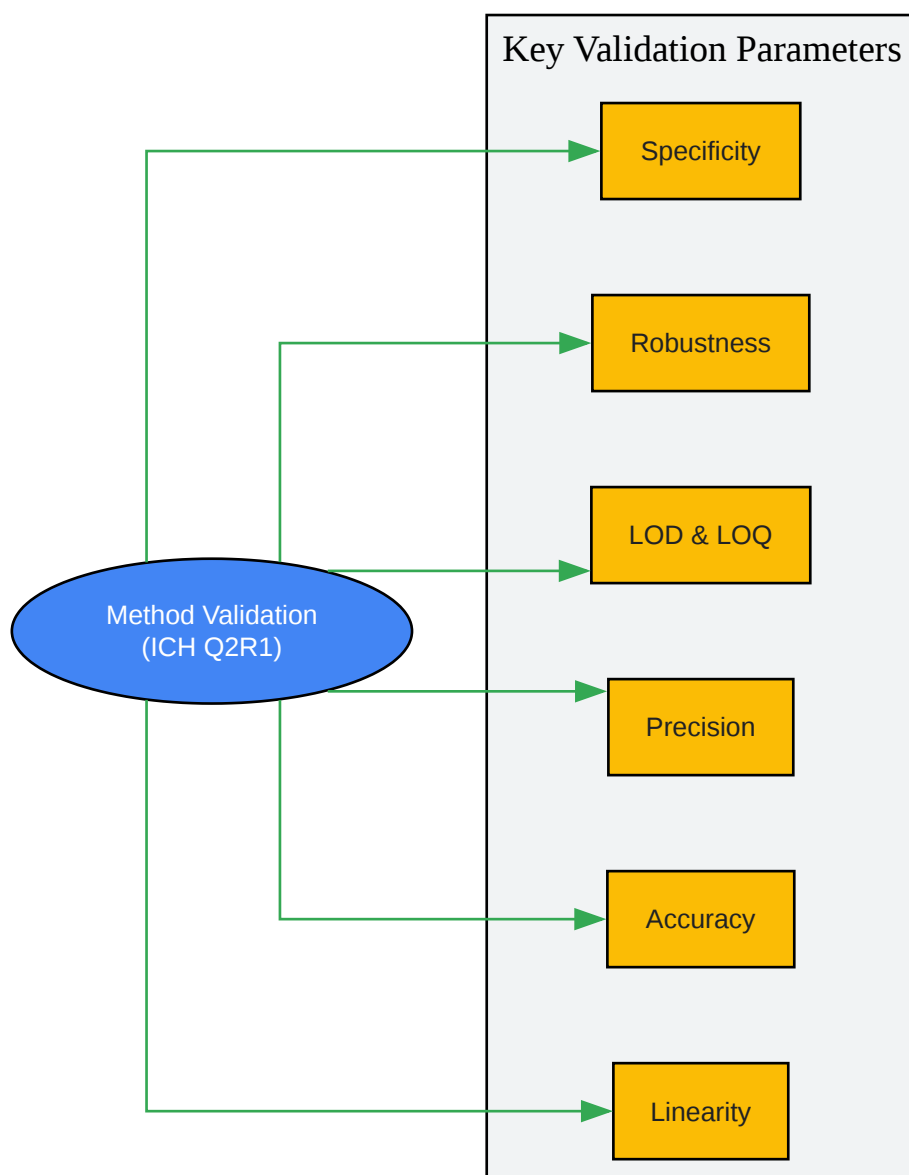 Key Validation Parameters
Specificity
Robustness
LOD & LOQ
Method Validation
(ICH Q2R1)
Precision
Accuracy
Linearity